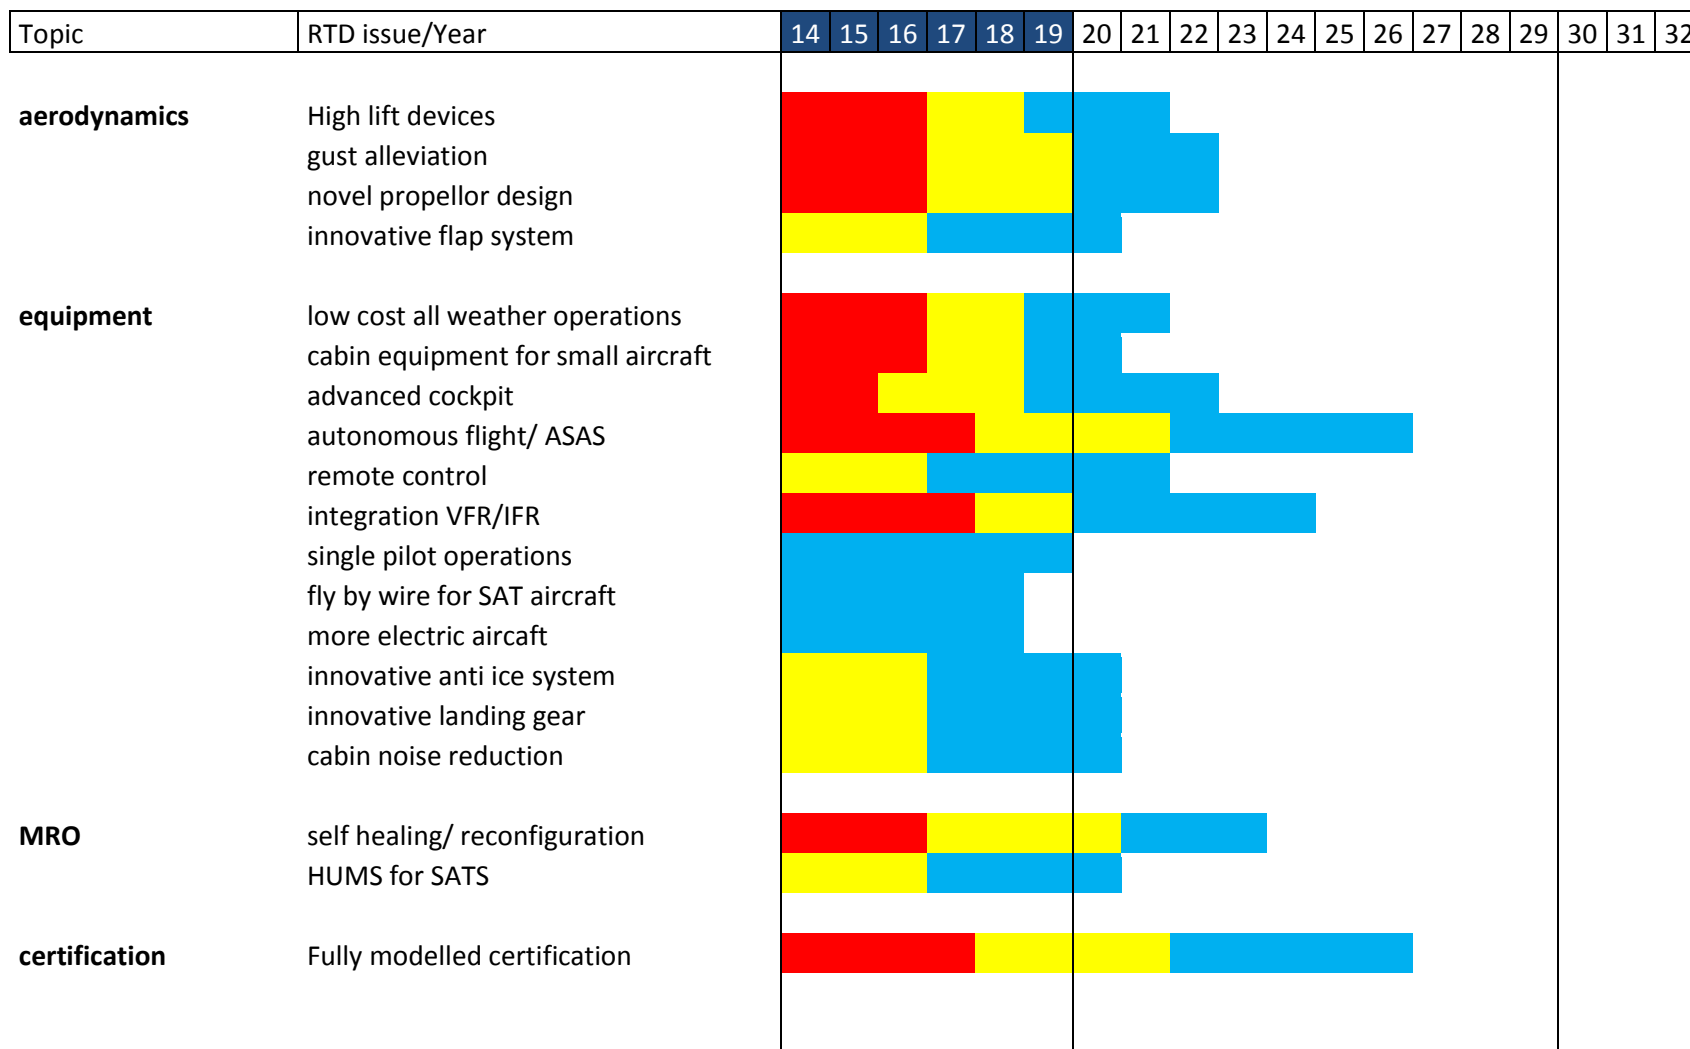 Topic RTD issue/Year 14 15 16 17 18 19 20 21 22 23 24 25 26 27 28 29 30 31 32
aerodynamics High lift devices
gust alleviation
novel propellor design
innovative flap system
equipment low cost all weather operations
cabin equipment for small aircraft
advanced cockpit
autonomous flight/ ASAS
remote control
integration VFR/IFR
single pilot operations
fly by wire for SAT aircraft
more electric aircaft
innovative anti ice system
innovative landing gear
cabin noise reduction
MRO self healing/ reconfiguration
HUMS for SATS
certification Fully modelled certification